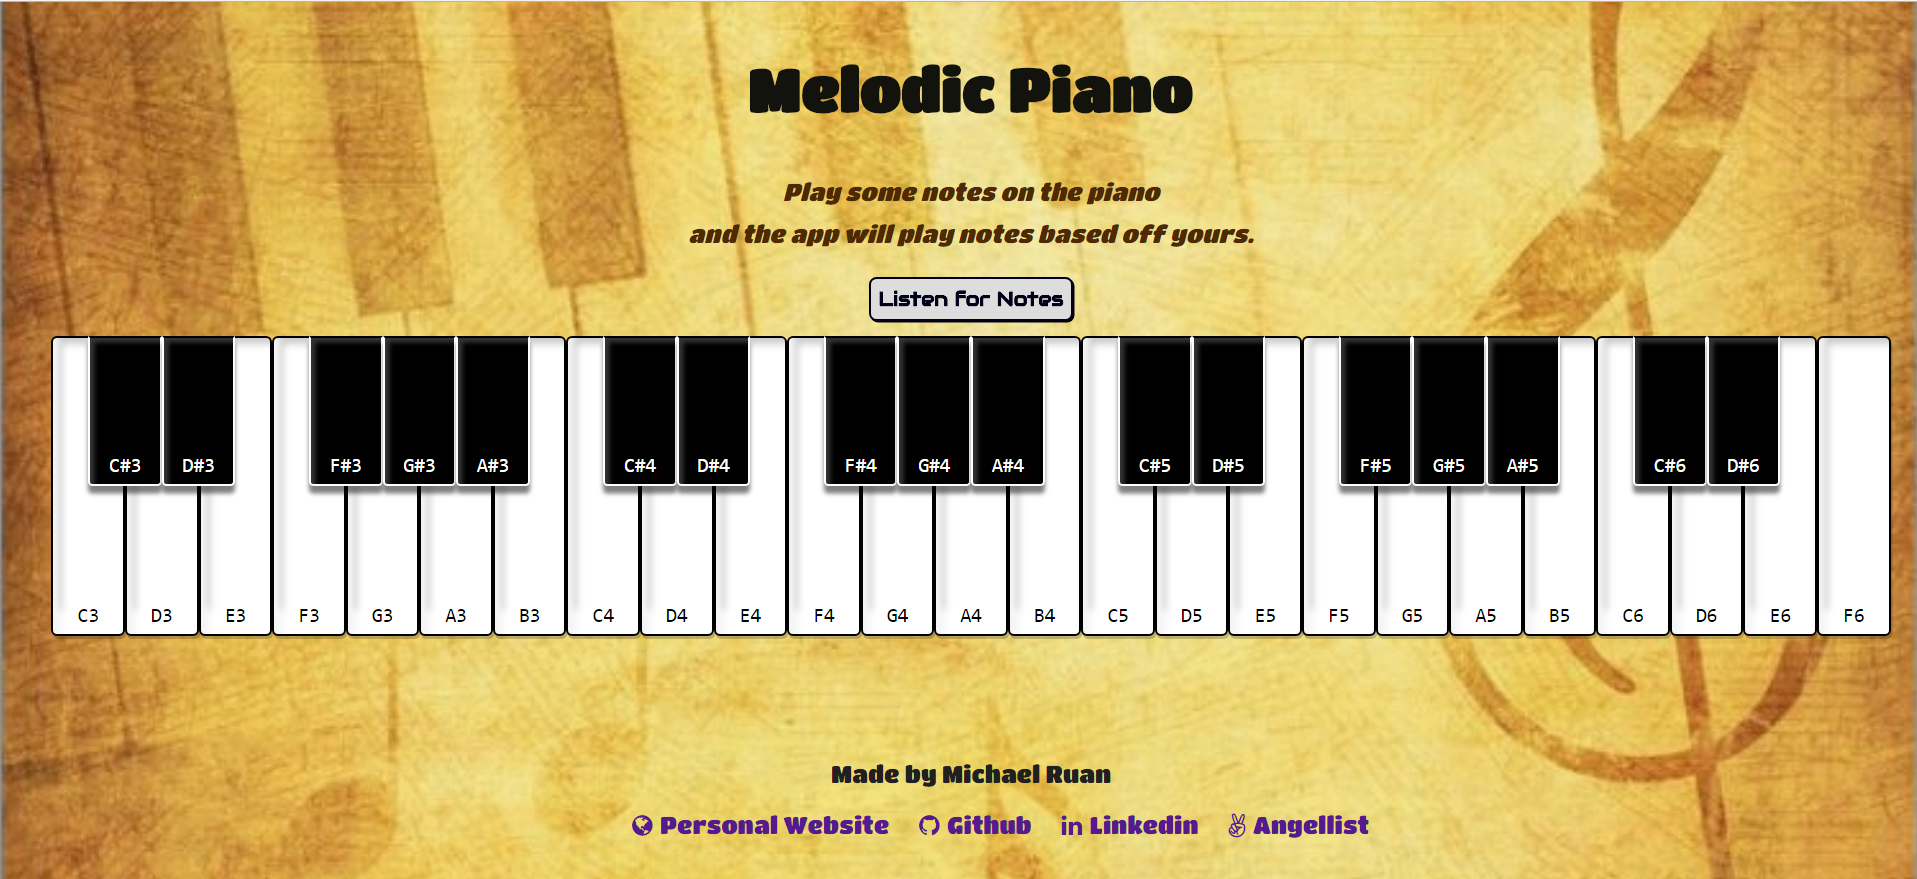 Melodic Piano
Play some notes on the piano
and the app will play notes based off yours.
Listen for Notes
C#3 D#3 F#3 G#3 A#3 C#4 D#4 F#4 G#4 A#4 C#5 D#5 F#5 G#5 A#5 C#6 D#6
C3 D3 E3 F3 G3 A3 B3 C4 D4 E4 F4 G4 A4 B4 C5 D5 E5 F5 G5 A5 B5 C6 D6 E6 F6
Made by Michael Ruan
Personal Website Github in Linkedin Angellist